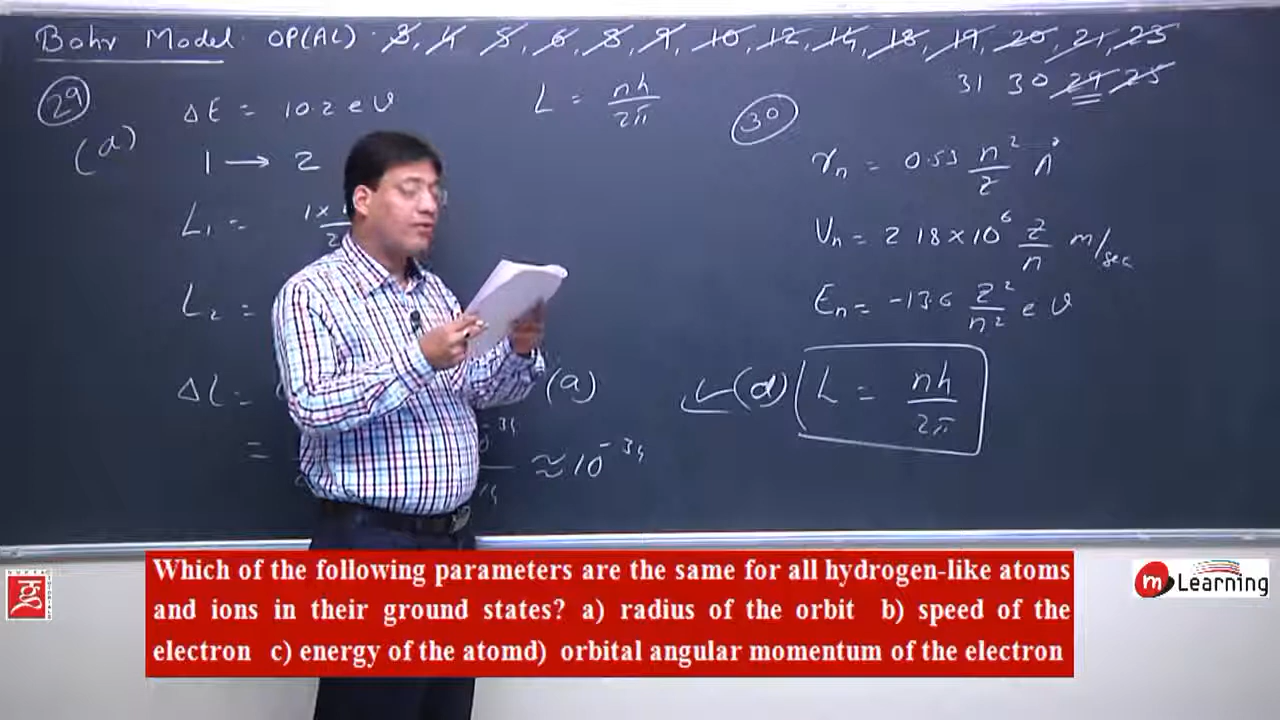 Bohr Model OP(AL) 3, 4 5, 6, 8, 9, 10, 12, 14, 18, 19, 20, 21, 23
31 30 29 25
29
ΔE = 10.2 eV
(a)
1 → 2
L₁ =
L₂ =
ΔL =
(a)
=
≈ 10⁻³⁴
L = nh/2π
30
rₙ = 0.53 n²/z A°
Uₙ = 2.18×10⁶ z/n m/sec
Eₙ = -13.6 z²/n² eV
(d) L = nh/2π
Which of the following parameters are the same for all hydrogen-like atoms
and ions in their ground states? a) radius of the orbit b) speed of the
electron c) energy of the atomd) orbital angular momentum of the electron
mLearning